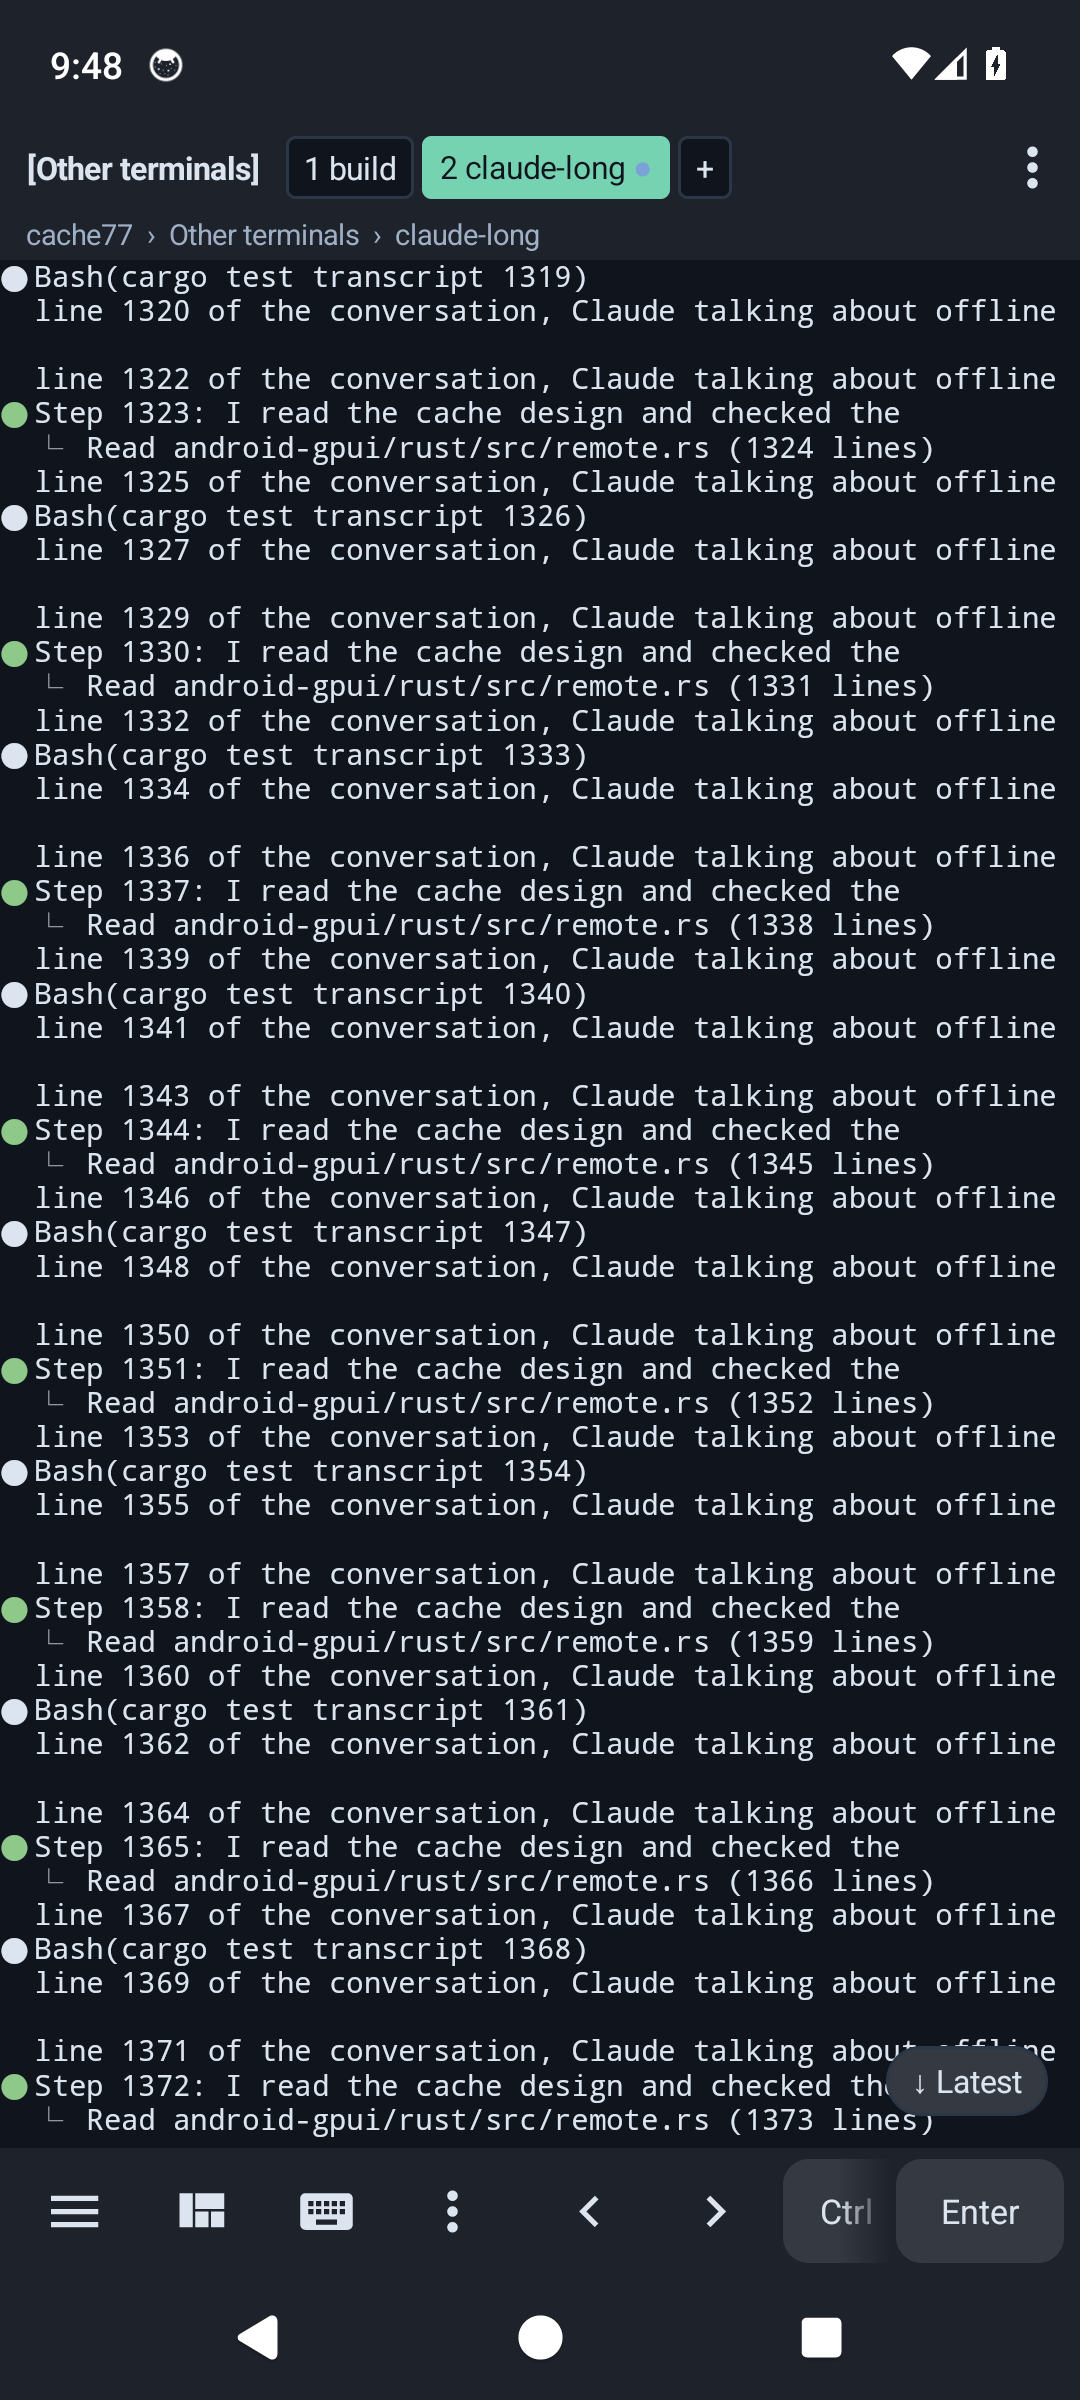 9:48
[Other terminals] 1 build 2 claude-long +
cache77 › Other terminals › claude-long
Bash(cargo test transcript 1319)
line 1320 of the conversation, Claude talking about offline
line 1322 of the conversation, Claude talking about offline
Step 1323: I read the cache design and checked the
└ Read android-gpui/rust/src/remote.rs (1324 lines)
line 1325 of the conversation, Claude talking about offline
Bash(cargo test transcript 1326)
line 1327 of the conversation, Claude talking about offline
line 1329 of the conversation, Claude talking about offline
Step 1330: I read the cache design and checked the
└ Read android-gpui/rust/src/remote.rs (1331 lines)
line 1332 of the conversation, Claude talking about offline
Bash(cargo test transcript 1333)
line 1334 of the conversation, Claude talking about offline
line 1336 of the conversation, Claude talking about offline
Step 1337: I read the cache design and checked the
└ Read android-gpui/rust/src/remote.rs (1338 lines)
line 1339 of the conversation, Claude talking about offline
Bash(cargo test transcript 1340)
line 1341 of the conversation, Claude talking about offline
line 1343 of the conversation, Claude talking about offline
Step 1344: I read the cache design and checked the
└ Read android-gpui/rust/src/remote.rs (1345 lines)
line 1346 of the conversation, Claude talking about offline
Bash(cargo test transcript 1347)
line 1348 of the conversation, Claude talking about offline
line 1350 of the conversation, Claude talking about offline
Step 1351: I read the cache design and checked the
└ Read android-gpui/rust/src/remote.rs (1352 lines)
line 1353 of the conversation, Claude talking about offline
Bash(cargo test transcript 1354)
line 1355 of the conversation, Claude talking about offline
line 1357 of the conversation, Claude talking about offline
Step 1358: I read the cache design and checked the
└ Read android-gpui/rust/src/remote.rs (1359 lines)
line 1360 of the conversation, Claude talking about offline
Bash(cargo test transcript 1361)
line 1362 of the conversation, Claude talking about offline
line 1364 of the conversation, Claude talking about offline
Step 1365: I read the cache design and checked the
└ Read android-gpui/rust/src/remote.rs (1366 lines)
line 1367 of the conversation, Claude talking about offline
Bash(cargo test transcript 1368)
line 1369 of the conversation, Claude talking about offline
line 1371 of the conversation, Claude talking about offline
Step 1372: I read the cache design and checked the
↓ Latest
└ Read android-gpui/rust/src/remote.rs (1373 lines)
Ctrl Enter